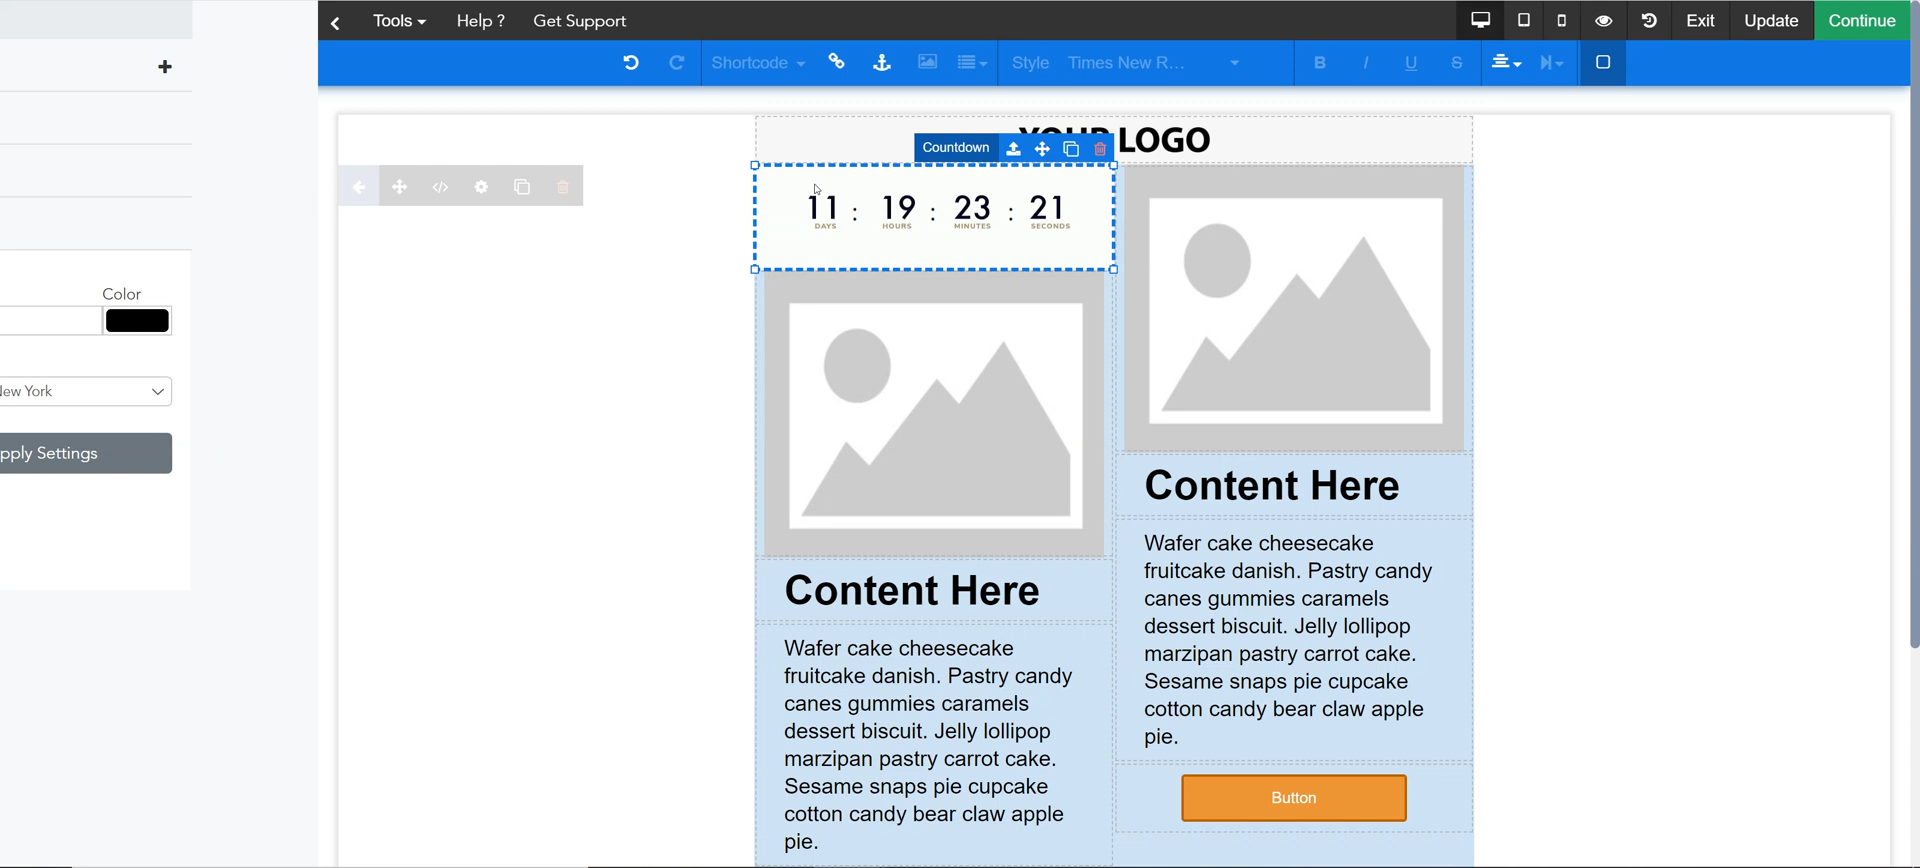 Tools Help ? Get Support Exit Update Continue
Shortcode Style Times New R... B I U S
Color
New York
pply Settings
LOGO
Countdown
11 : 19 : 23 : 21
DAYS HOURS MINUTES SECONDS
Content Here
Wafer cake cheesecake
fruitcake danish. Pastry candy
canes gummies caramels
dessert biscuit. Jelly lollipop
marzipan pastry carrot cake.
Sesame snaps pie cupcake
cotton candy bear claw apple
pie.
Content Here
Wafer cake cheesecake
fruitcake danish. Pastry candy
canes gummies caramels
dessert biscuit. Jelly lollipop
marzipan pastry carrot cake.
Sesame snaps pie cupcake
cotton candy bear claw apple
pie.
Button